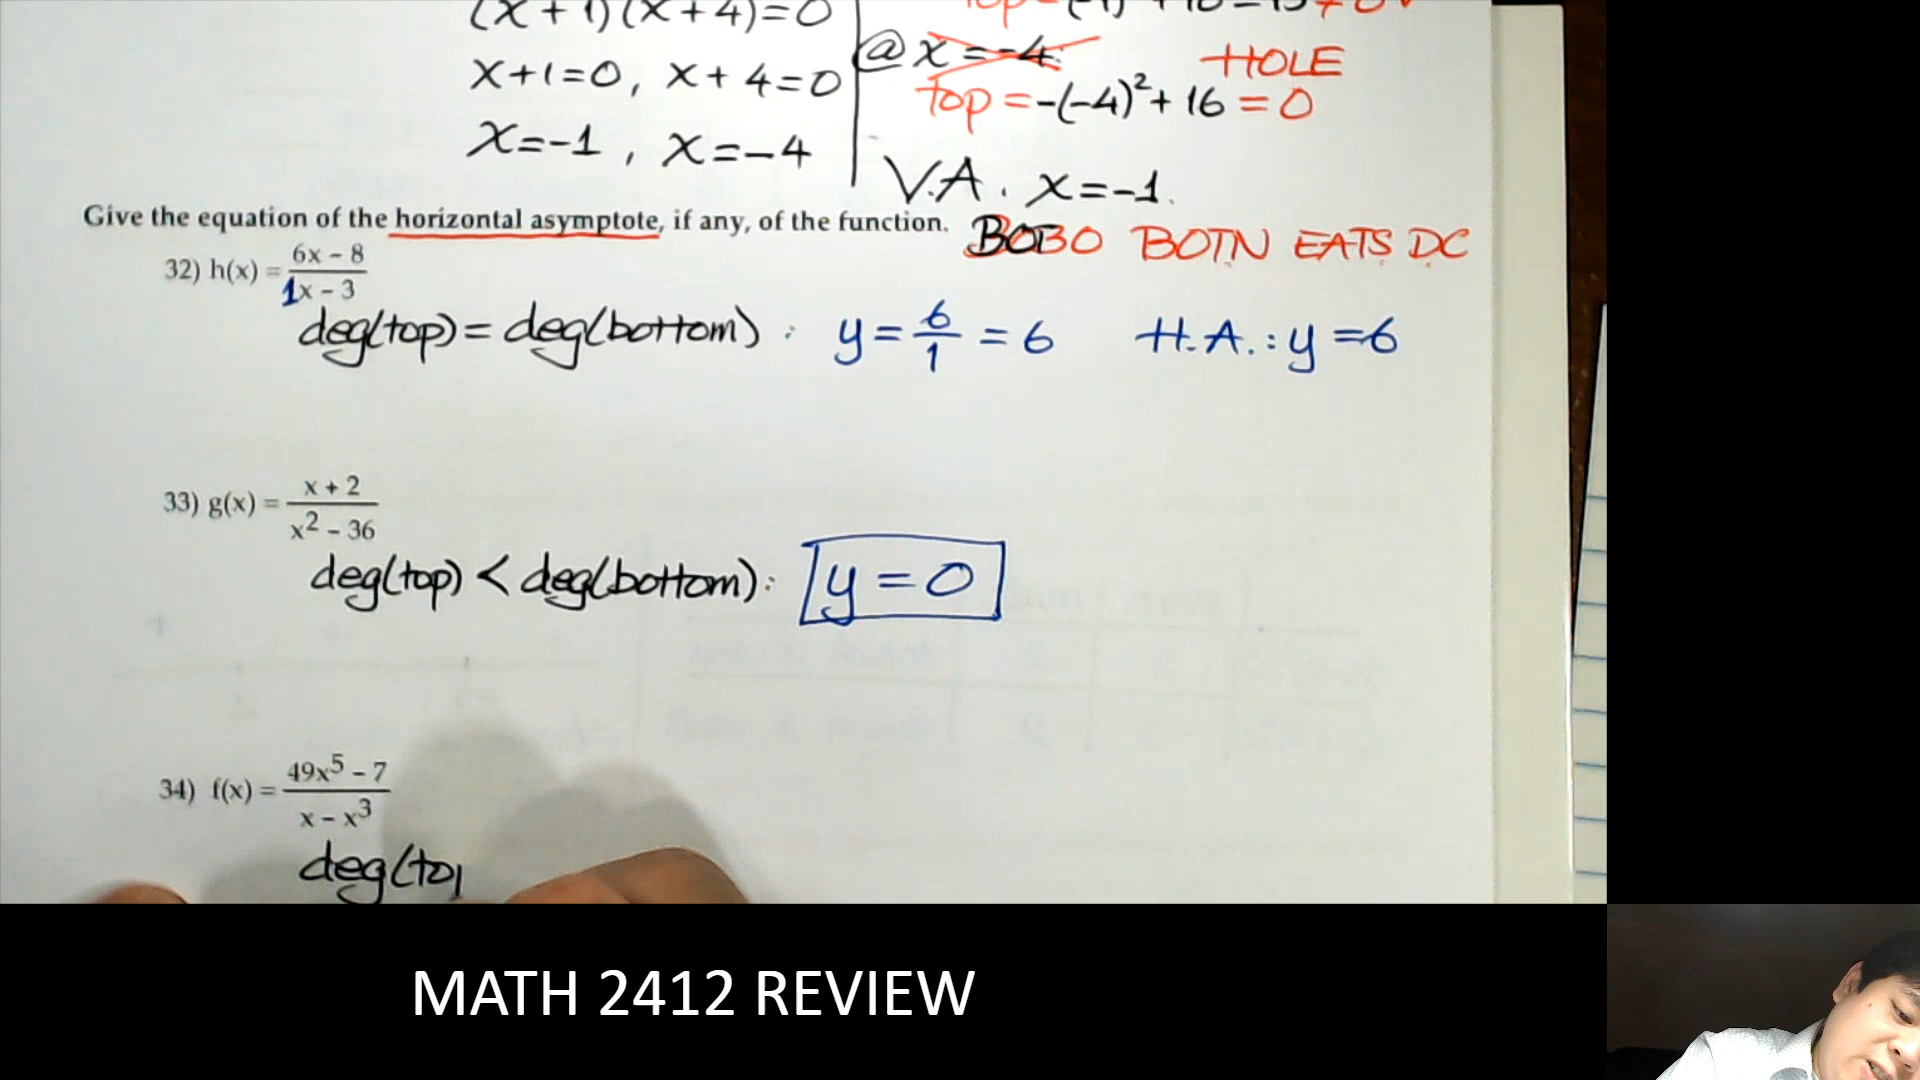 (x+1)(x+4)=0
x+1=0, x+4=0
x=-1, x=-4
@x=-4 HOLE
top=-(-4)²+16=0
V.A. x=-1.
Give the equation of the horizontal asymptote, if any, of the function.
BOTN EATS DC
32) h(x) = 6x - 8 / 1x - 3
deg(top)=deg(bottom): y=6/1=6 H.A.: y=6
33) g(x) = x + 2 / x² - 36
deg(top)<deg(bottom): y=0
34) f(x) = 49x⁵ - 7 / x - x³
deg(top
MATH 2412 REVIEW